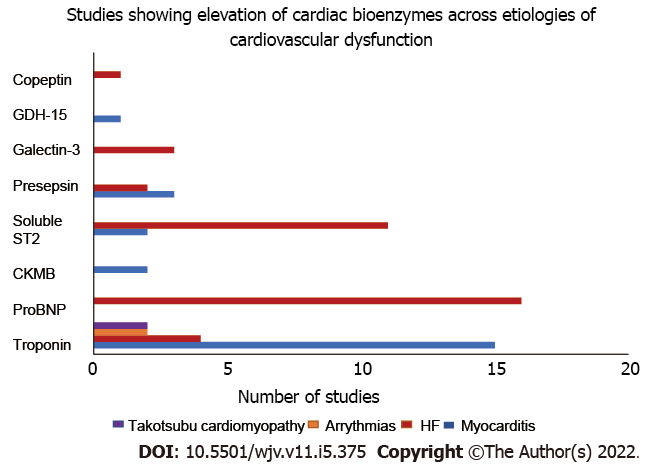 Studies showing elevation of cardiac bioenzymes across etiologies of
cardiovascular dysfunction
Copeptin
GDH-15
Galectin-3
Presepsin
Soluble
ST2
CKMB
ProBNP
Troponin
0 5 10 15 20
Number of studies
Takotsubu cardiomyopathy Arrythmias HF Myocarditis
DOI: 10.5501/wjv.v11.i5.375 Copyright ©The Author(s) 2022.